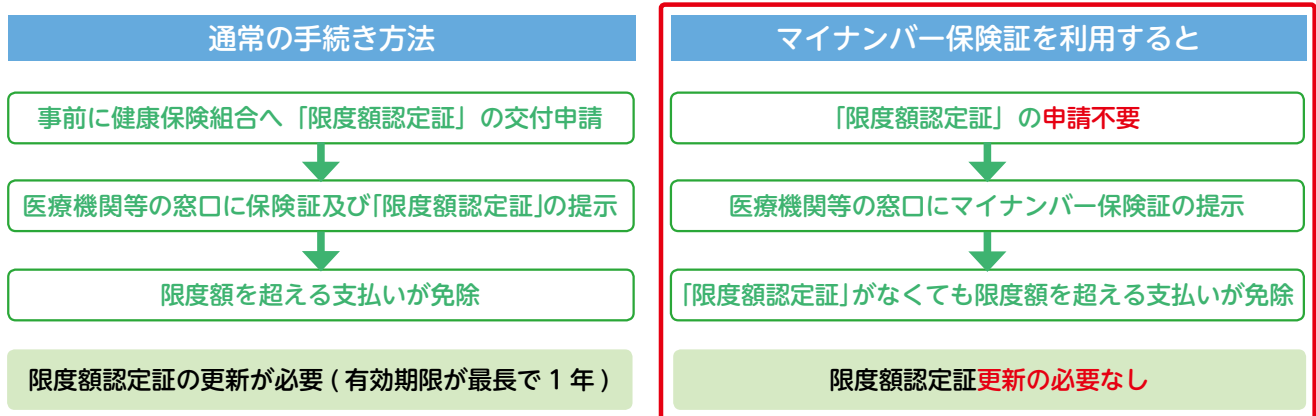 通常の手続き方法
事前に健康保険組合へ「限度額認定証」の交付申請
医療機関等の窓口に保険証及び「限度額認定証」の提示
限度額を超える支払いが免除
限度額認定証の更新が必要 ( 有効期限が最長で 1 年 )
マイナンバー保険証を利用すると
「限度額認定証」の申請不要
医療機関等の窓口にマイナンバー保険証の提示
「限度額認定証」がなくても限度額を超える支払いが免除
限度額認定証更新の必要なし